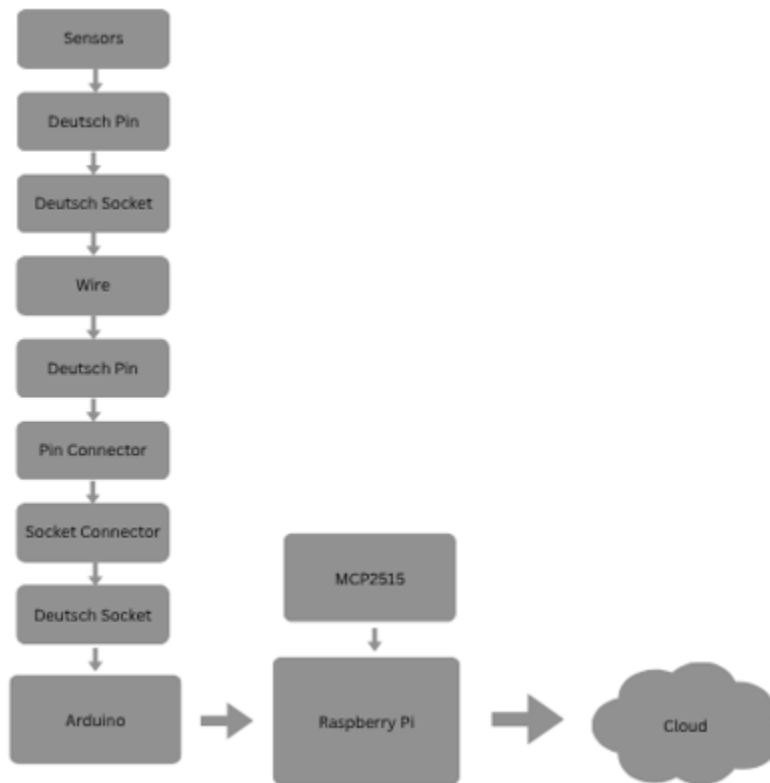 Sensors
Deutsch Pin
Deutsch Socket
Wire
Deutsch Pin
Pin Connector
Socket Connector
Deutsch Socket
Arduino
MCP2515
Raspberry Pi
Cloud